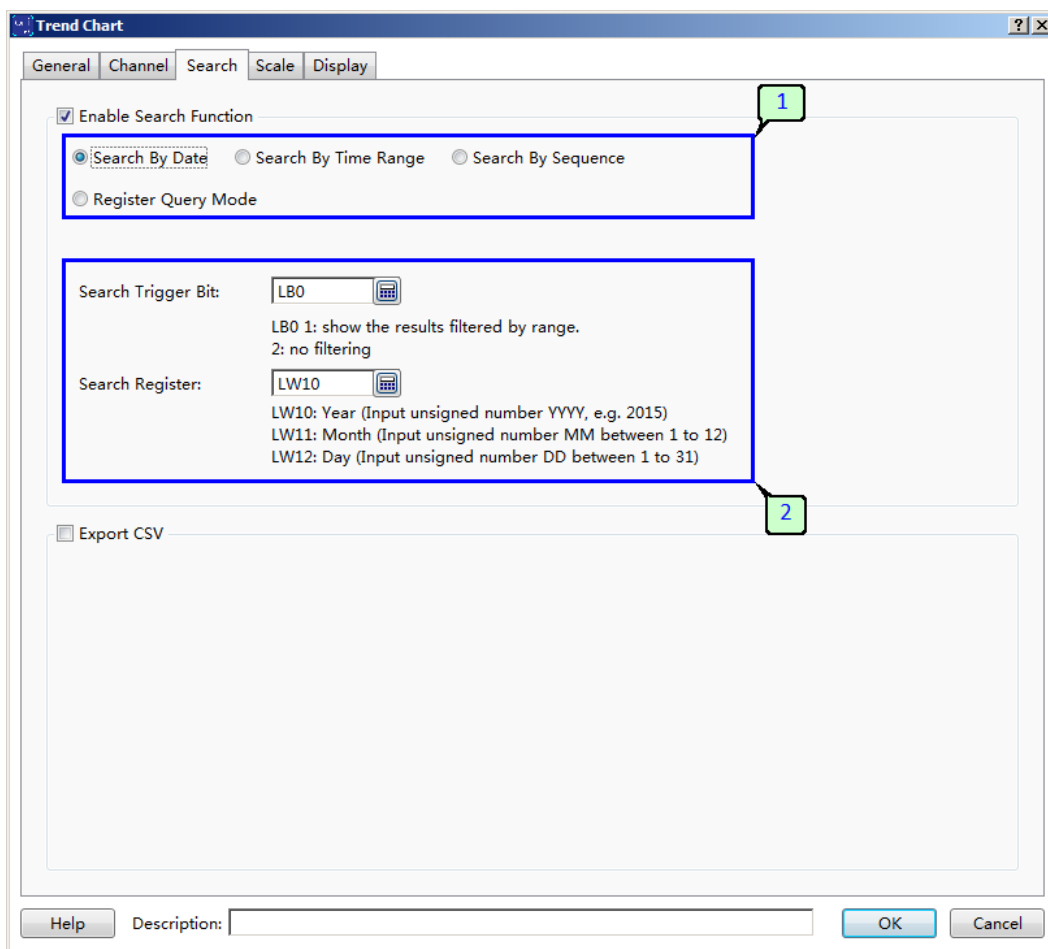 Trend Chart
General Channel Search Scale Display
1
Enable Search Function
Search By Date Search By Time Range Search By Sequence
Register Query Mode
Search Trigger Bit: LB0
LB0 1: show the results filtered by range.
2: no filtering
Search Register: LW10
LW10: Year (Input unsigned number YYYY, e.g. 2015)
LW11: Month (Input unsigned number MM between 1 to 12)
LW12: Day (Input unsigned number DD between 1 to 31)
2
Export CSV
Help Description: OK Cancel